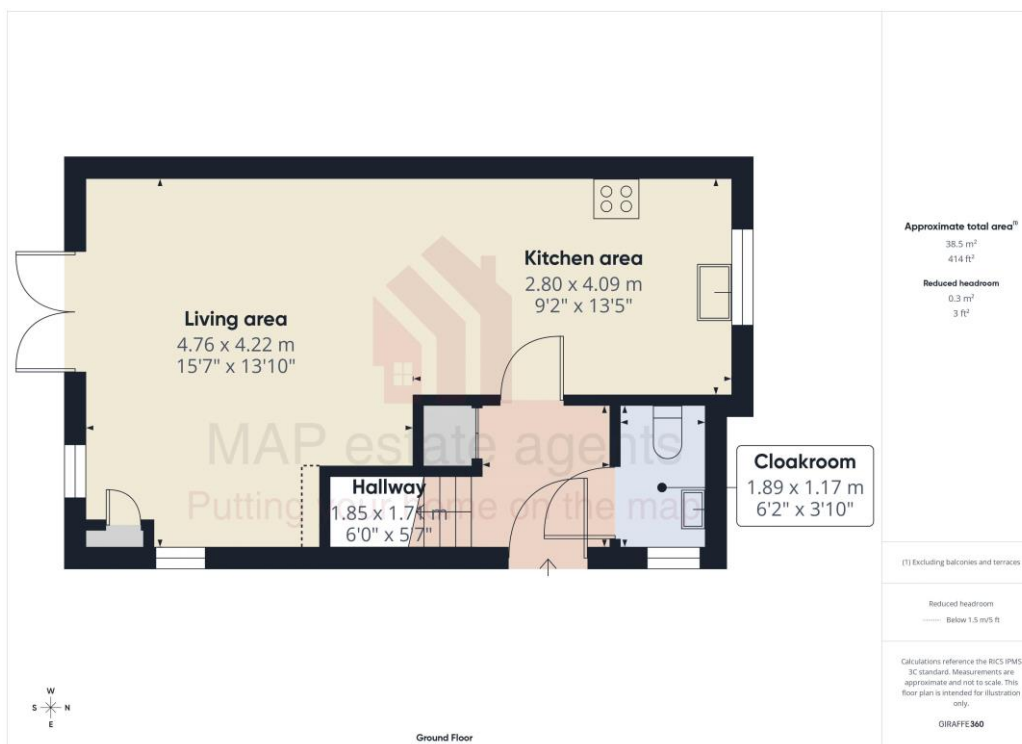 Living area
4.76 x 4.22 m
15'7" x 13'10"
Kitchen area
2.80 x 4.09 m
9'2" x 13'5"
MAP estate agents
Putting your home on the map
Hallway
1.85 x 1.71 m
6'0" x 5'7"
Cloakroom
1.89 x 1.17 m
6'2" x 3'10"
W
S N
E
Ground Floor
Approximate total area(1)
38.5 m²
414 ft²
Reduced headroom
0.3 m²
3 ft²
(1) Excluding balconies and terraces
Reduced headroom
Below 1.5 m/5 ft
Calculations reference the RICS IPMS
3C standard. Measurements are
approximate and not to scale. This
floor plan is intended for illustration
only.
GIRAFFE360